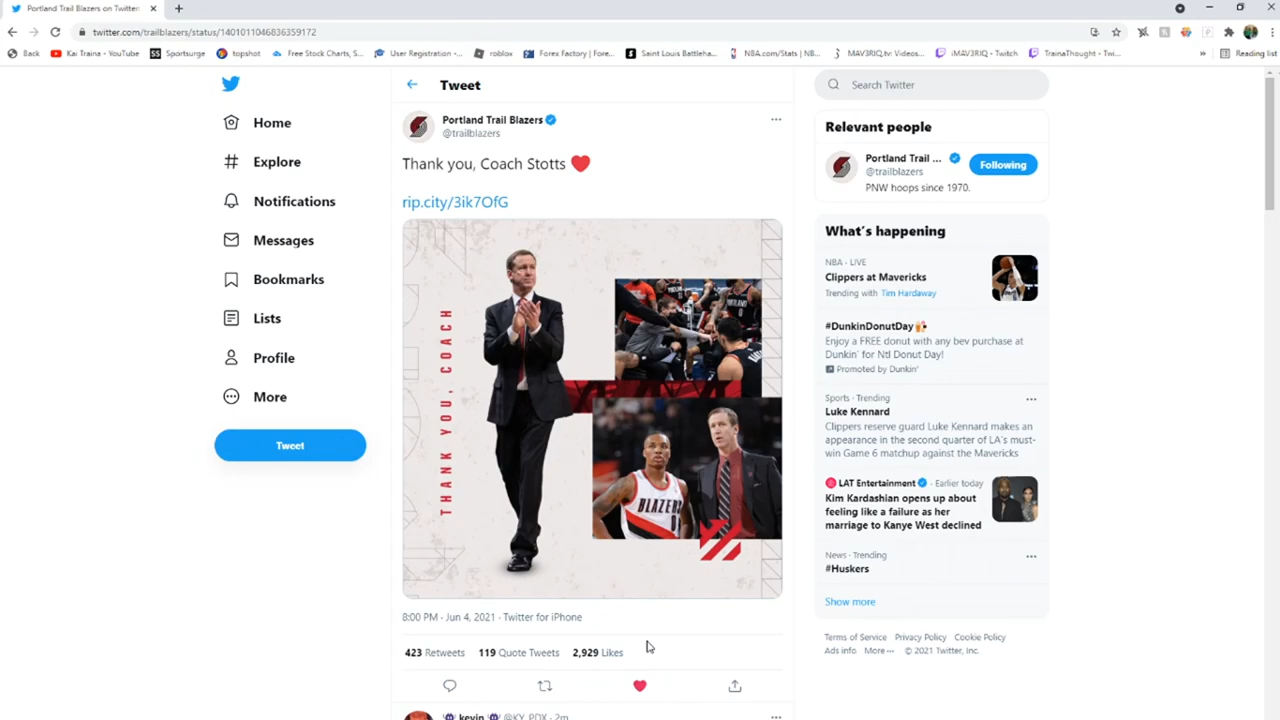 Portland Trail Blazers on Twitter
twitter.com/trailblazers/status/1401011046836359172
Back
Kai Traina - YouTube
Sportsurge
topshot
Free Stock Charts, S...
User Registration -...
roblox
Forex Factory | Fore...
Saint Louis Battleha...
NBA.com/Stats | NB...
MAV3RIQ.tv: Videos...
iMAV3RIQ - Twitch
TrainaThought - Twi...
»
Reading list
Home
Explore
Notifications
Messages
Bookmarks
Lists
Profile
More
Tweet
Tweet
Portland Trail Blazers
@trailblazers
Thank you, Coach Stotts ❤️
rip.city/3ik7OfG
THANK YOU, COACH
PORTLAND
0
BLAZERS
0
8:00 PM · Jun 4, 2021 · Twitter for iPhone
423 Retweets 119 Quote Tweets 2,929 Likes
kevin @KY_PDX · 2m
Search Twitter
Relevant people
Portland Trail ...
@trailblazers
Following
PNW hoops since 1970.
What's happening
NBA · LIVE
Clippers at Mavericks
Trending with Tim Hardaway
#DunkinDonutDay
Enjoy a FREE donut with any bev purchase at
Dunkin' for Ntl Donut Day!
Promoted by Dunkin'
Sports · Trending
Luke Kennard
Clippers reserve guard Luke Kennard makes an
appearance in the second quarter of LA's must-
win Game 6 matchup against the Mavericks
LAT Entertainment · Earlier today
Kim Kardashian opens up about
feeling like a failure as her
marriage to Kanye West declined
News · Trending
#Huskers
Show more
Terms of Service Privacy Policy Cookie Policy
Ads info More ··· © 2021 Twitter, Inc.